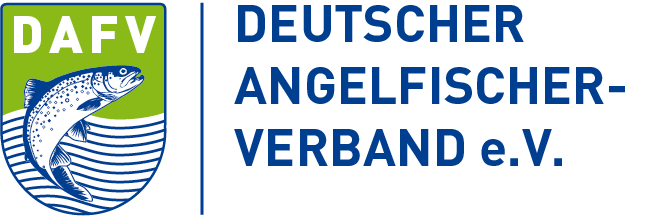 DAFV
DEUTSCHER
ANGELFISCHER-
VERBAND e.V.